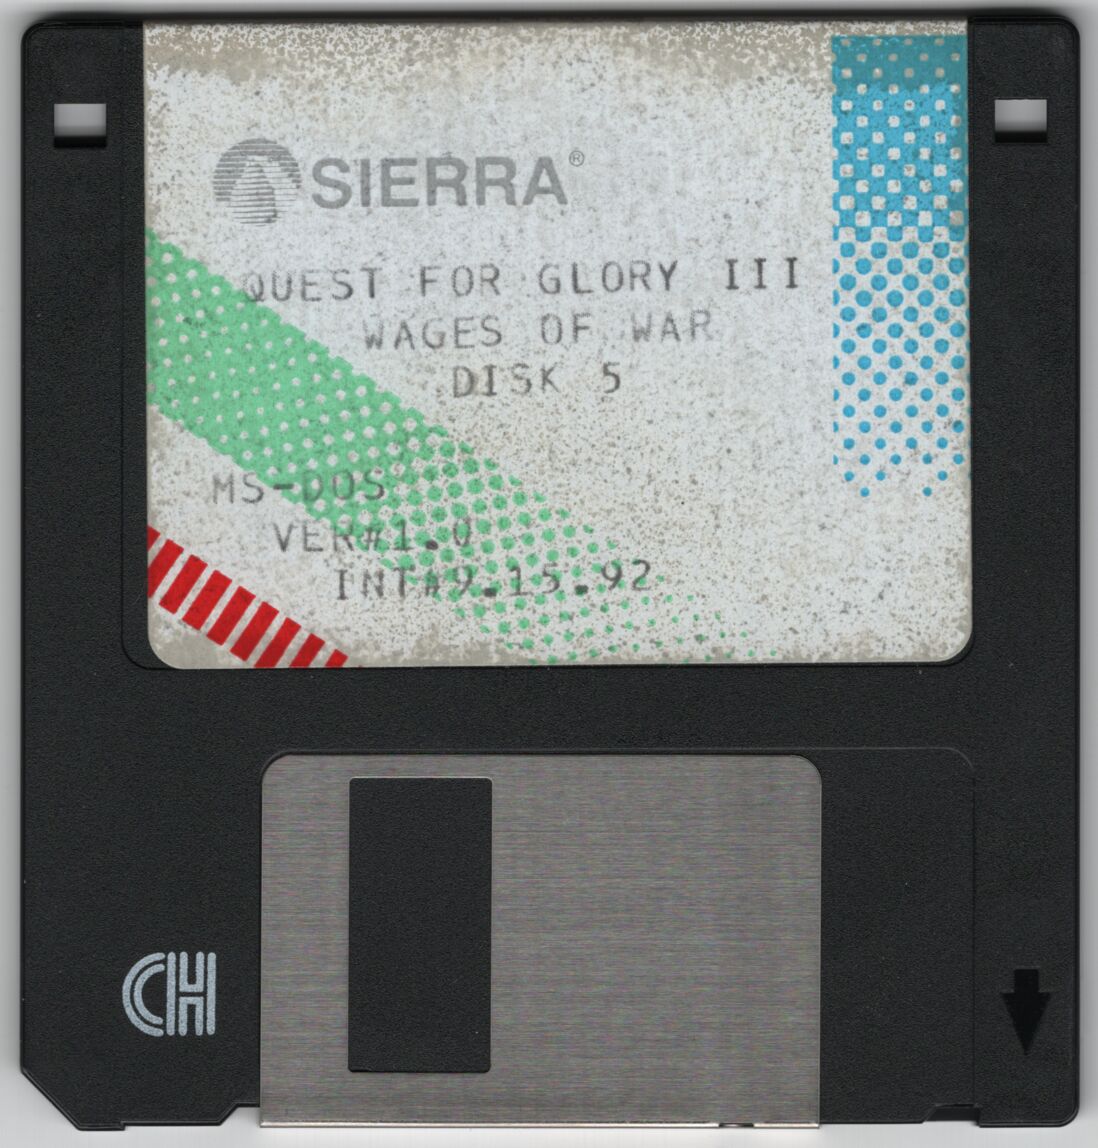 SIERRA®
QUEST FOR GLORY III
WAGES OF WAR
DISK 5
MS-DOS
VER#1.0
INT#9.15.92
CH